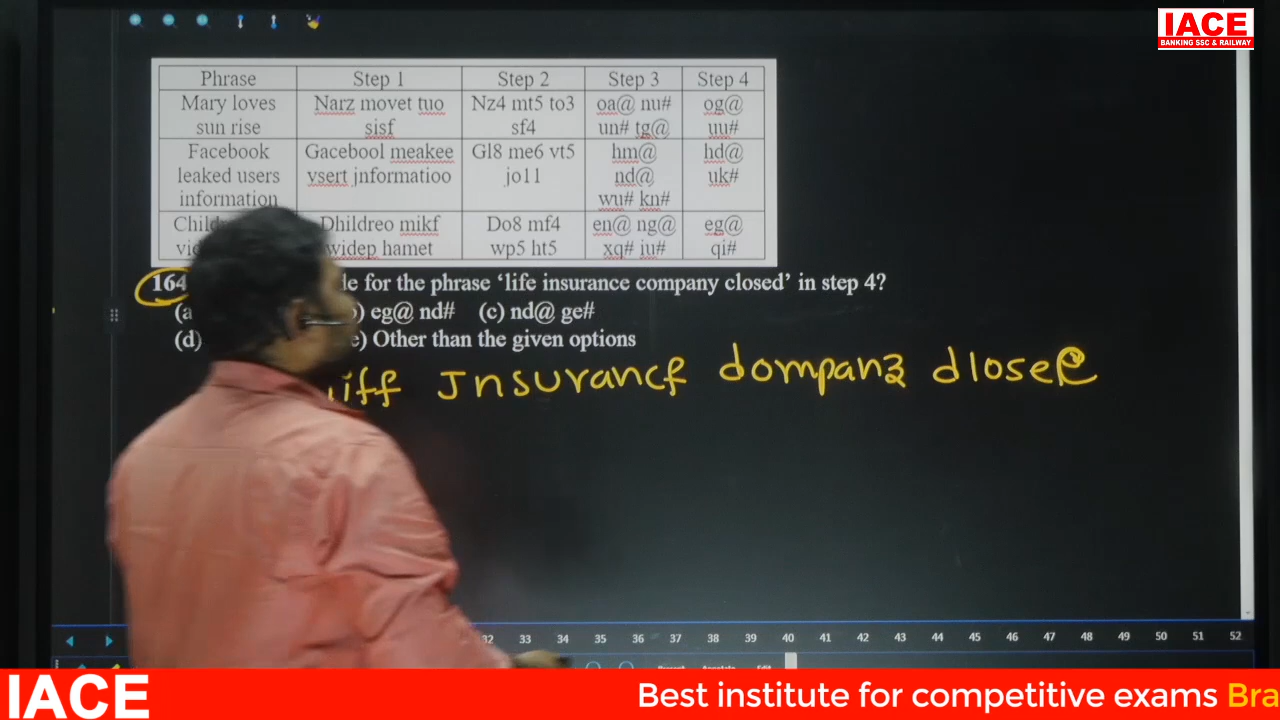 IACE
BANKING SSC & RAILWAY
Phrase Step 1 Step 2 Step 3 Step 4
Mary loves sun rise Narz movet tuo sisf Nz4 mt5 to3 sf4 oa@ nu# un# tg@ og@ uu#
Facebook leaked users information Gacebool meakee vsert jnformatioo Gl8 me6 vt5 jo11 hm@ nd@ wu# kn# hd@ uk#
Dhildreo mikf widep hamet Do8 mf4 wp5 ht5 en@ ng@ xq# iu# eg@ qi#
for the phrase ‘life insurance company closed’ in step 4?
(a eg@ nd# (c) nd@ ge#
(d) e) Other than the given options
Jnsurancf dompanz dlosee
32 33 34 35 36 37 38 39 40 41 42 43 44 45 46 47 48 49 50 51 52
IACE Best institute for competitive exams